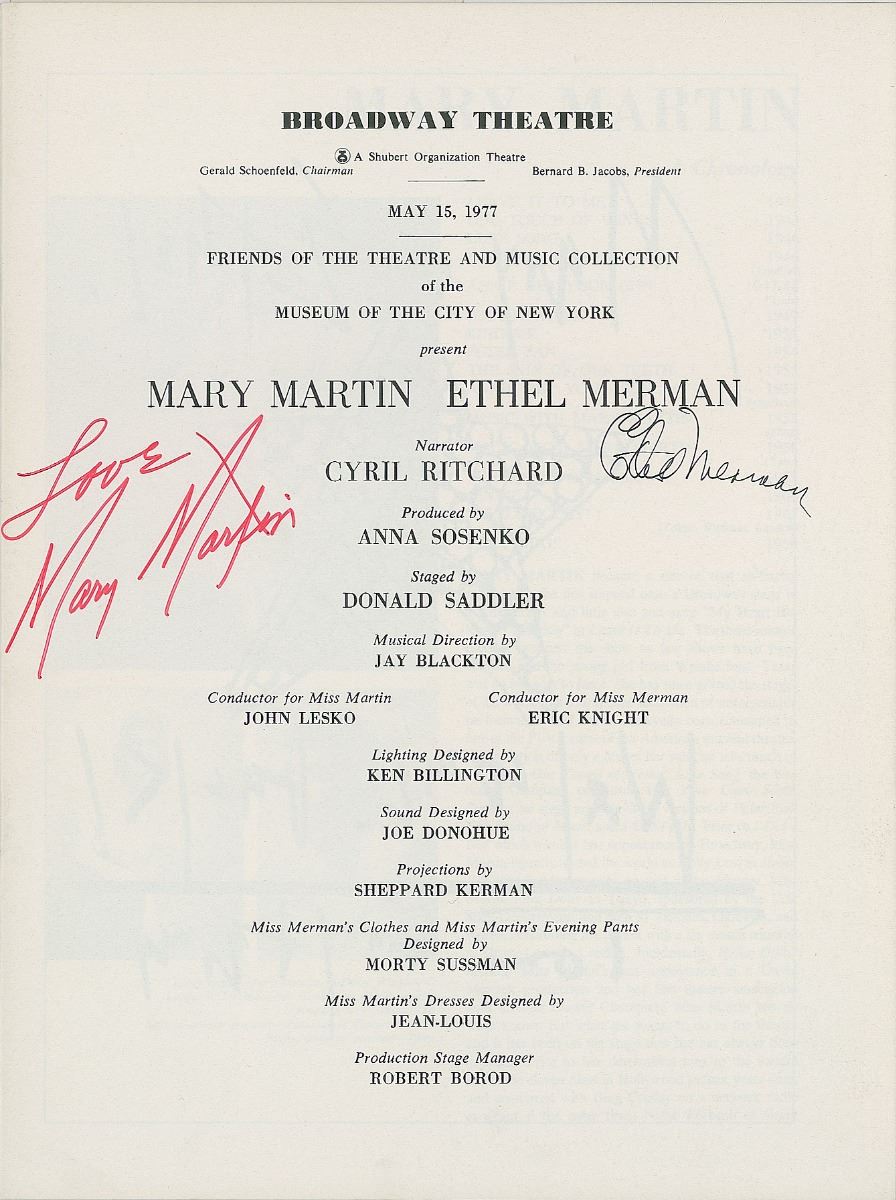 BROADWAY THEATRE
A Shubert Organization Theatre
Gerald Schoenfeld, Chairman Bernard B. Jacobs, President
MAY 15, 1977
FRIENDS OF THE THEATRE AND MUSIC COLLECTION
of the
MUSEUM OF THE CITY OF NEW YORK
present
MARY MARTIN ETHEL MERMAN
Love
Mary Martin
Ethel Merman
Narrator
CYRIL RITCHARD
Produced by
ANNA SOSENKO
Staged by
DONALD SADDLER
Musical Direction by
JAY BLACKTON
Conductor for Miss Martin Conductor for Miss Merman
JOHN LESKO ERIC KNIGHT
Lighting Designed by
KEN BILLINGTON
Sound Designed by
JOE DONOHUE
Projections by
SHEPPARD KERMAN
Miss Merman's Clothes and Miss Martin's Evening Pants
Designed by
MORTY SUSSMAN
Miss Martin's Dresses Designed by
JEAN-LOUIS
Production Stage Manager
ROBERT BOROD